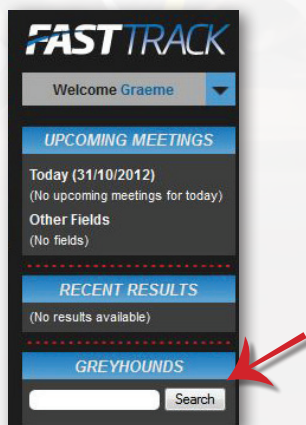 FASTTRACK
Welcome Graeme
UPCOMING MEETINGS
Today (31/10/2012)
(No upcoming meetings for today)
Other Fields
(No fields)
RECENT RESULTS
(No results available)
GREYHOUNDS
Search